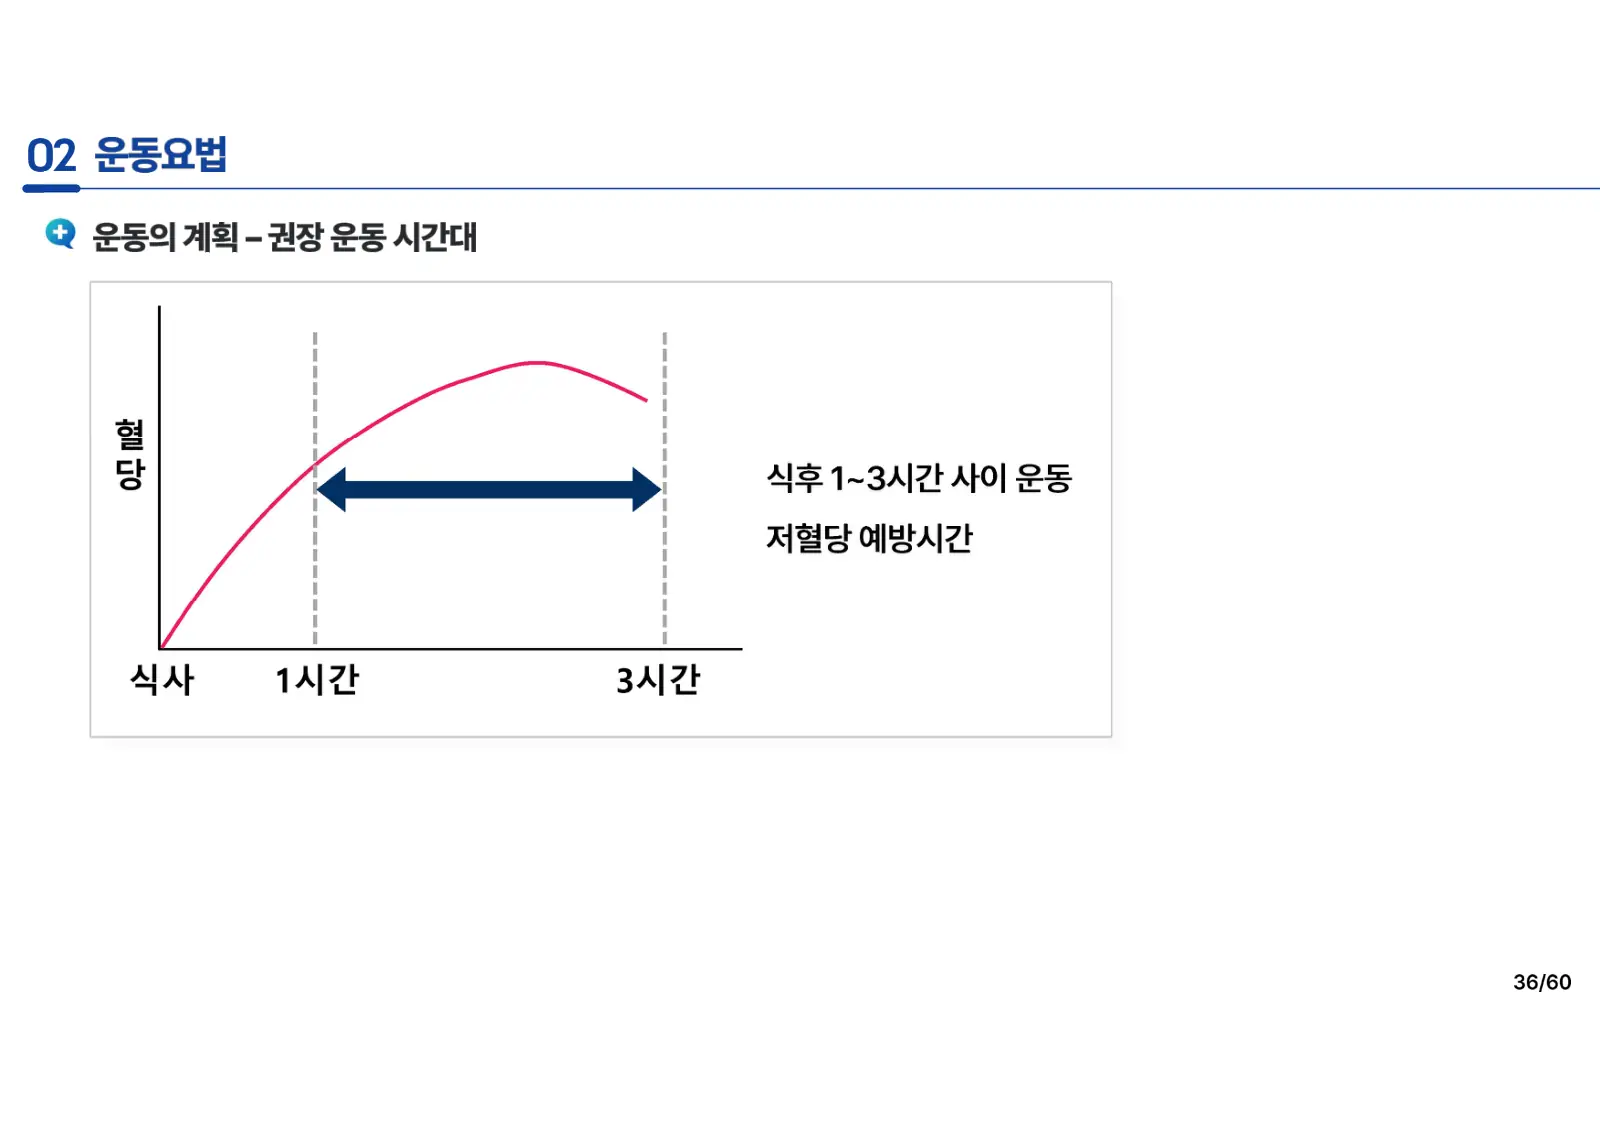 02 운동요법
운동의 계획 – 권장 운동 시간대
혈
당
식후 1~3시간 사이 운동
저혈당 예방시간
식사 1시간 3시간
36/60